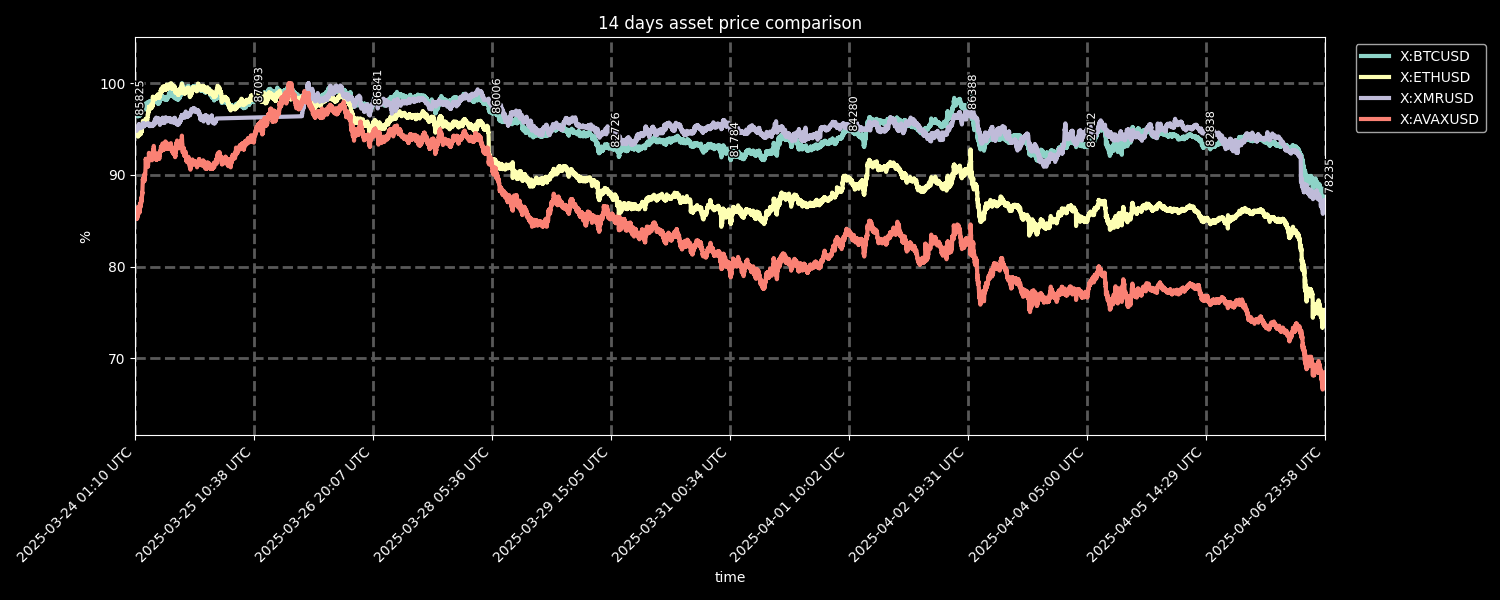 14 days asset price comparison
X:BTCUSD
X:ETHUSD
X:XMRUSD
X:AVAXUSD
100
90
80
70
%
85825
87093
86841
86006
82726
81784
84280
86388
82712
82838
78235
2025-03-24 01:10 UTC
2025-03-25 10:38 UTC
2025-03-26 20:07 UTC
2025-03-28 05:36 UTC
2025-03-29 15:05 UTC
2025-03-31 00:34 UTC
2025-04-01 10:02 UTC
2025-04-02 19:31 UTC
2025-04-04 05:00 UTC
2025-04-05 14:29 UTC
2025-04-06 23:58 UTC
time